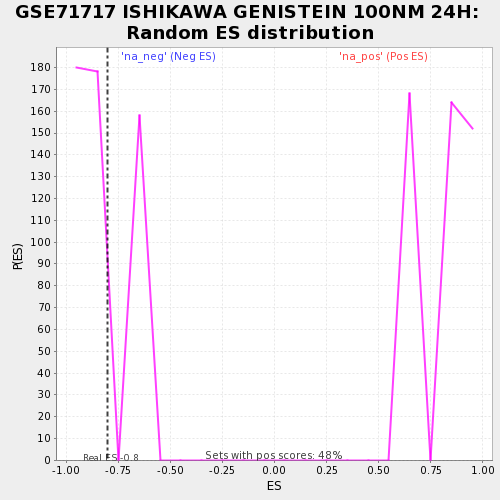 GSE71717 ISHIKAWA GENISTEIN 100NM 24H:
Random ES distribution
'na_neg' (Neg ES)
'na_pos' (Pos ES)
180
170
160
150
140
130
120
110
100
90
80
70
60
50
40
30
20
10
0
P(ES)
Real ES -0.8
Sets with pos scores: 48%
-1.00 -0.75 -0.50 -0.25 0.00 0.25 0.50 0.75 1.00
ES